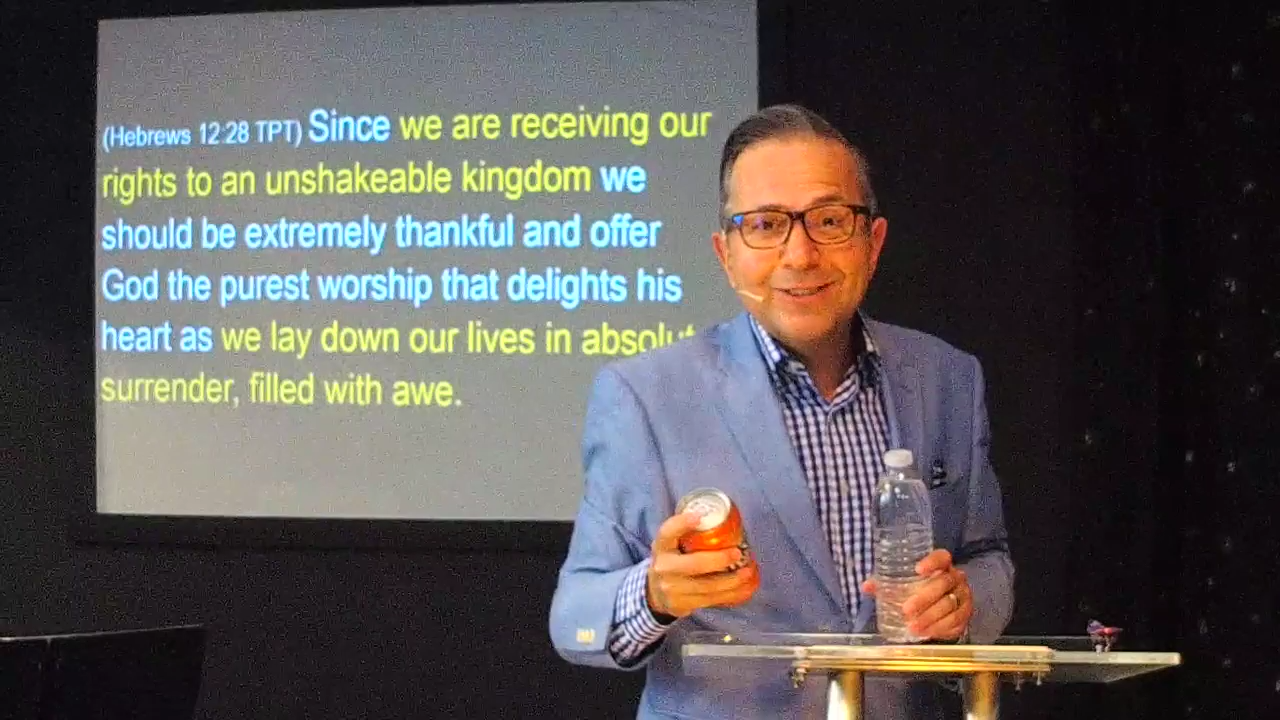 (Hebrews 12:28 TPT) Since we are receiving our
rights to an unshakeable kingdom we
should be extremely thankful and offer
God the purest worship that delights his
heart as we lay down our lives in absolut
surrender, filled with awe.